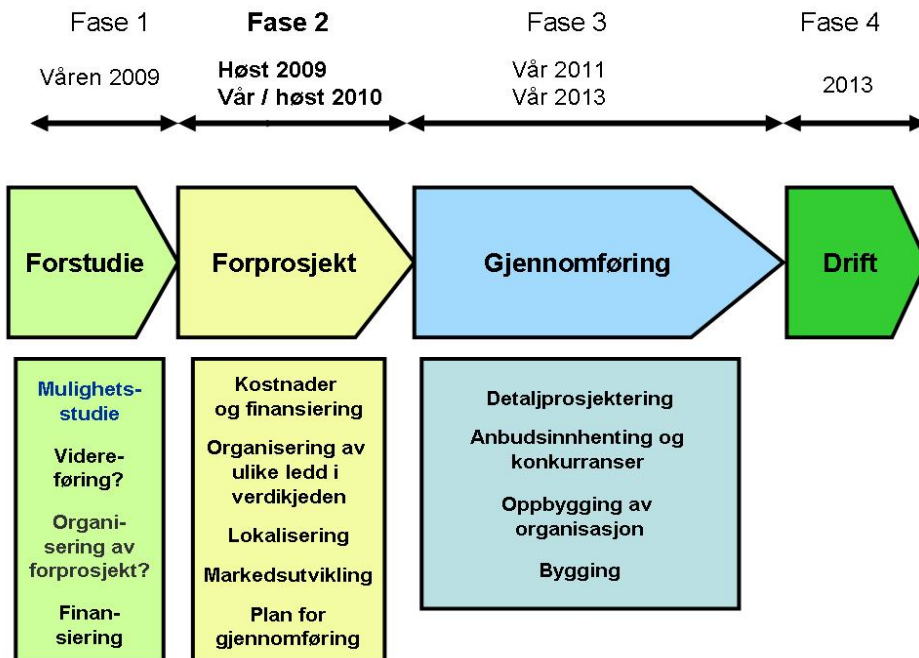 Fase 1
Fase 2
Fase 3
Fase 4
Våren 2009
Høst 2009
Vår / høst 2010
Vår 2011
Vår 2013
2013
Forstudie
Forprosjekt
Gjennomføring
Drift
Mulighets-
studie
Videre-
føring?
Organi-
sering av
forprosjekt?
Finan-
siering
Kostnader
og finansiering
Organisering av
ulike ledd i
verdikjeden
Lokalisering
Markedsutvikling
Plan for
gjennomføring
Detaljprosjektering
Anbudsinnhenting og
konkurranser
Oppbygging av
organisasjon
Bygging